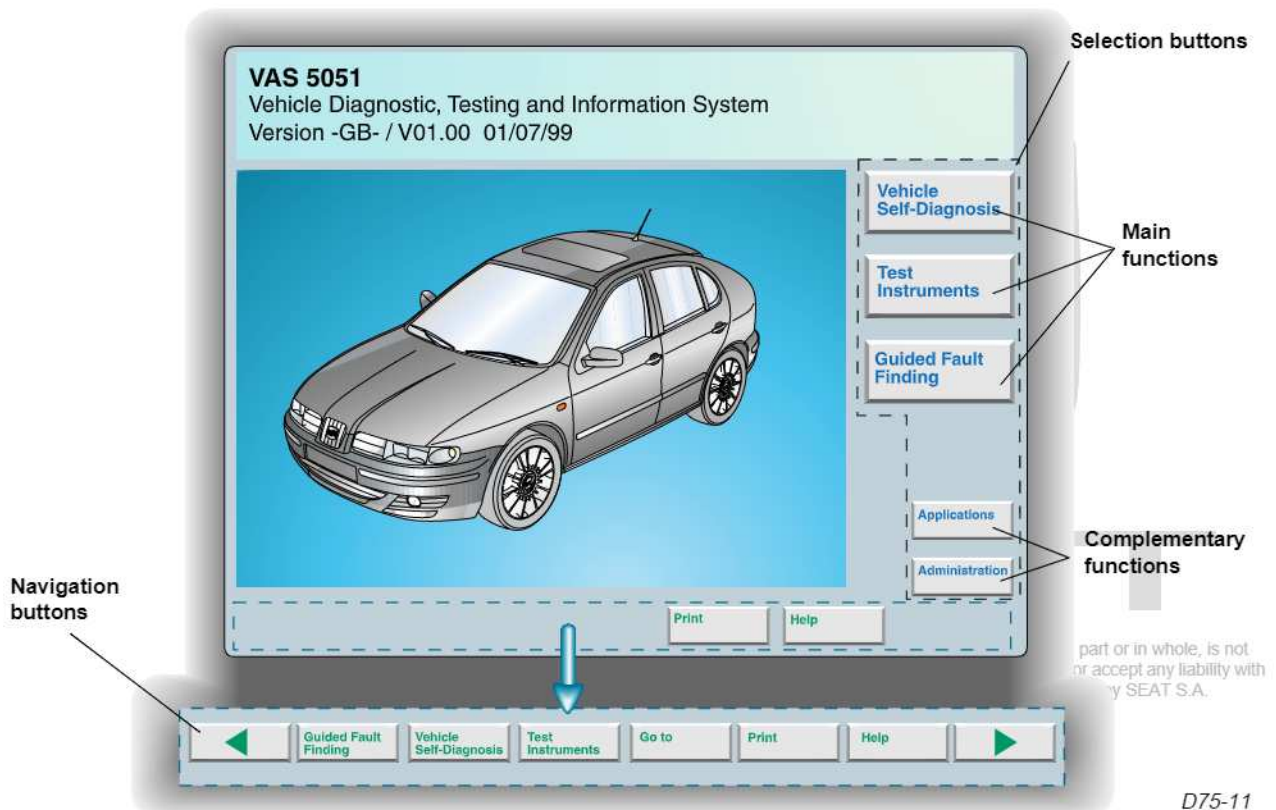 Selection buttons
VAS 5051
Vehicle Diagnostic, Testing and Information System
Version -GB- / V01.00 01/07/99
Vehicle
Self-Diagnosis
Main
functions
Test
Instruments
Guided Fault
Finding
Applications
Complementary
functions
Administration
Navigation
buttons
Print
Help
part or in whole, is not
or accept any liability with
by SEAT S.A.
Guided Fault
Finding
Vehicle
Self-Diagnosis
Test
Instruments
Go to
Print
Help
D75-11